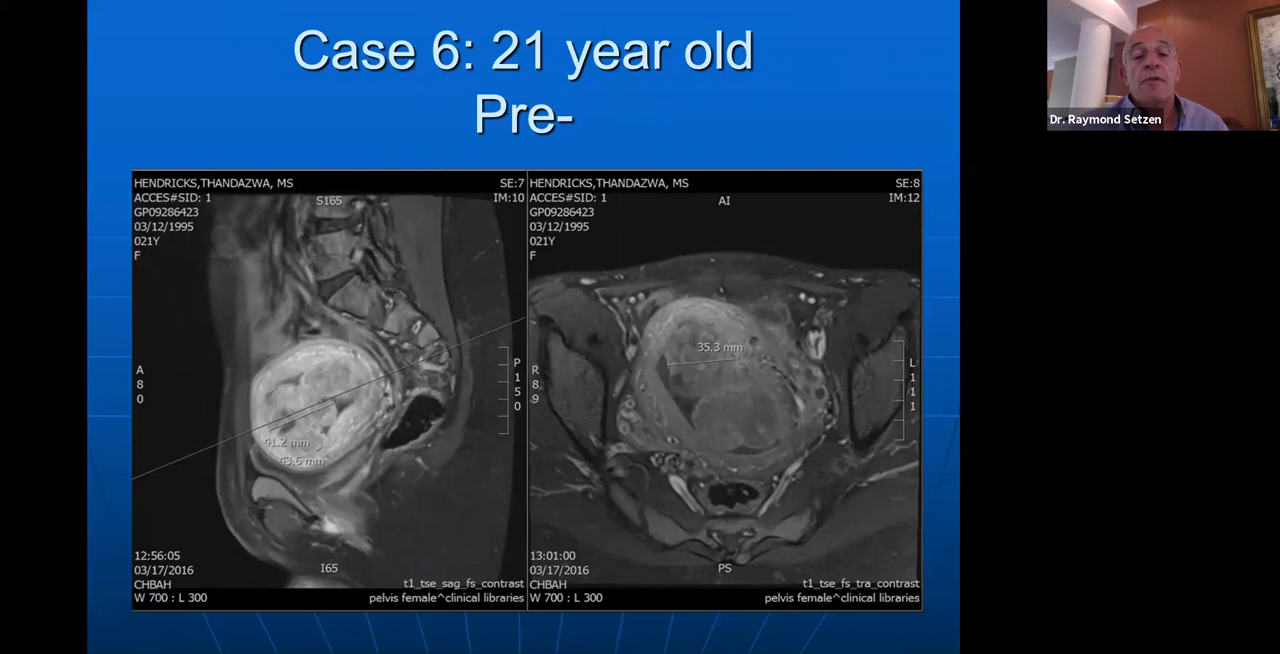 Case 6: 21 year old
Pre-
Dr. Raymond Setzen
HENDRICKS,THANDAZWA, MS
SE:7
ACCES#SID: 1
S165
IM:10
GP09286423
03/12/1995
021Y
F
A
8
0
P
1
5
0
41.2 mm
43.6 mm
12:56:05
03/17/2016
I65
CHBAH
t1_tse_sag_fs_contrast
W 700 : L 300
pelvis female^clinical libraries
HENDRICKS,THANDAZWA, MS
SE:8
ACCES#SID: 1
AI
IM:12
GP09286423
03/12/1995
021Y
F
35.3 mm
R
8
9
L
1
1
1
13:01:00
03/17/2016
PS
CHBAH
t1_tse_fs_tra_contrast
W 700 : L 300
pelvis female^clinical libraries